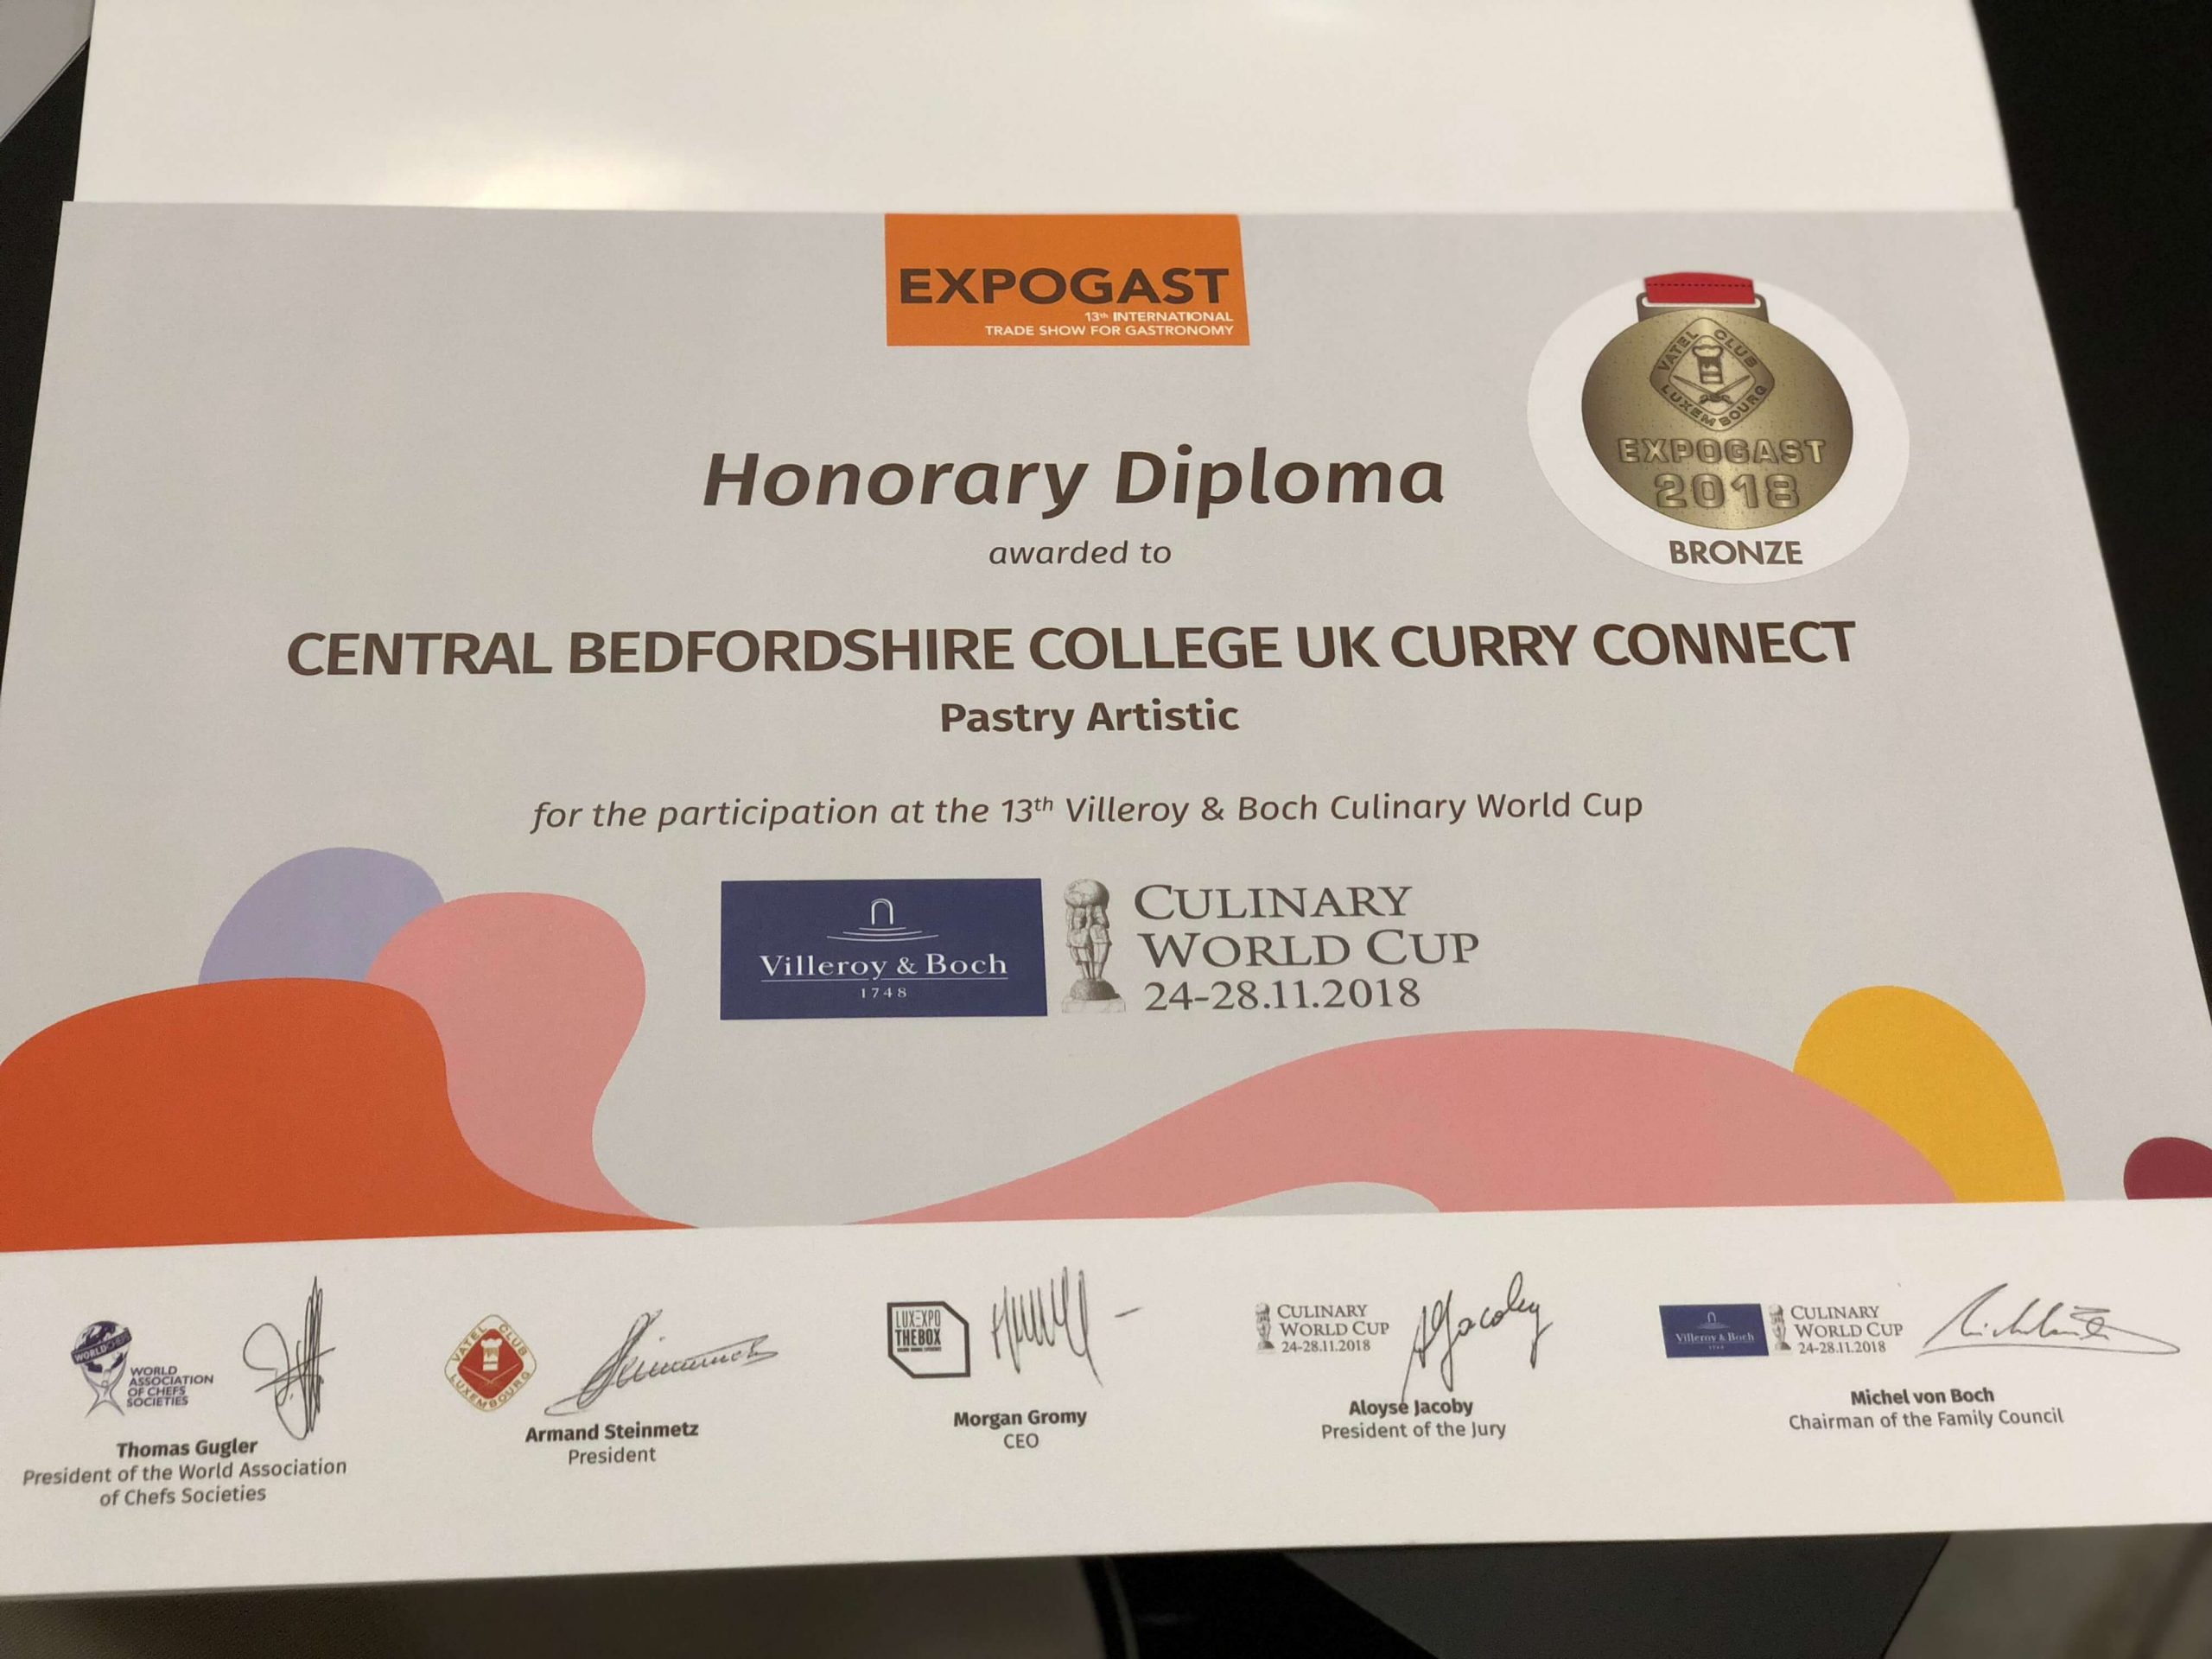 EXPOGAST
13th INTERNATIONAL
TRADE SHOW FOR GASTRONOMY
VATEL CLUB
LUXEMBOURG
EXPOGAST
2018
BRONZE
Honorary Diploma
awarded to
CENTRAL BEDFORDSHIRE COLLEGE UK CURRY CONNECT
Pastry Artistic
for the participation at the 13th Villeroy & Boch Culinary World Cup
Villeroy & Boch
1748
CULINARY
WORLD CUP
24-28.11.2018
WORLDCHEFS
WORLD
ASSOCIATION
OF CHEFS
SOCIETIES
Thomas Gugler
President of the World Association
of Chefs Societies
VATEL CLUB
LUXEMBOURG
Armand Steinmetz
President
LUXEXPO
THEBOX
Morgan Gromy
CEO
CULINARY
WORLD CUP
24-28.11.2018
AJacoby
Aloyse Jacoby
President of the Jury
Villeroy & Boch
1748
CULINARY
WORLD CUP
24-28.11.2018
Michel von Boch
Chairman of the Family Council